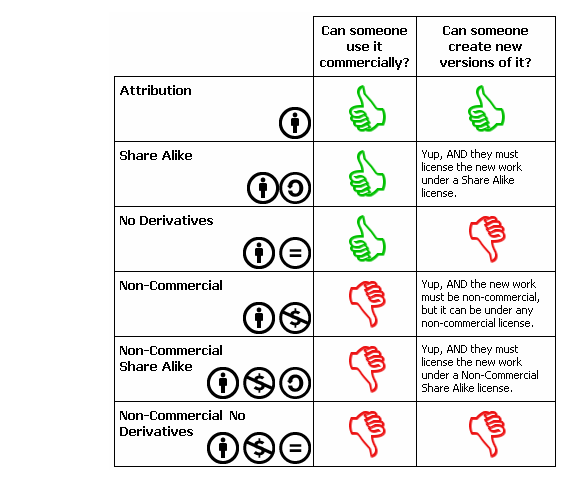 Can someone
use it
commercially?
Can someone
create new
versions of it?
Attribution
Share Alike
Yup, AND they must
license the new work
under a Share Alike
license.
No Derivatives
Non-Commercial
Yup, AND the new work
must be non-commercial,
but it can be under any
non-commercial license.
Non-Commercial
Share Alike
Yup, AND they must
license the new work
under a Non-Commercial
Share Alike license.
Non-Commercial No
Derivatives